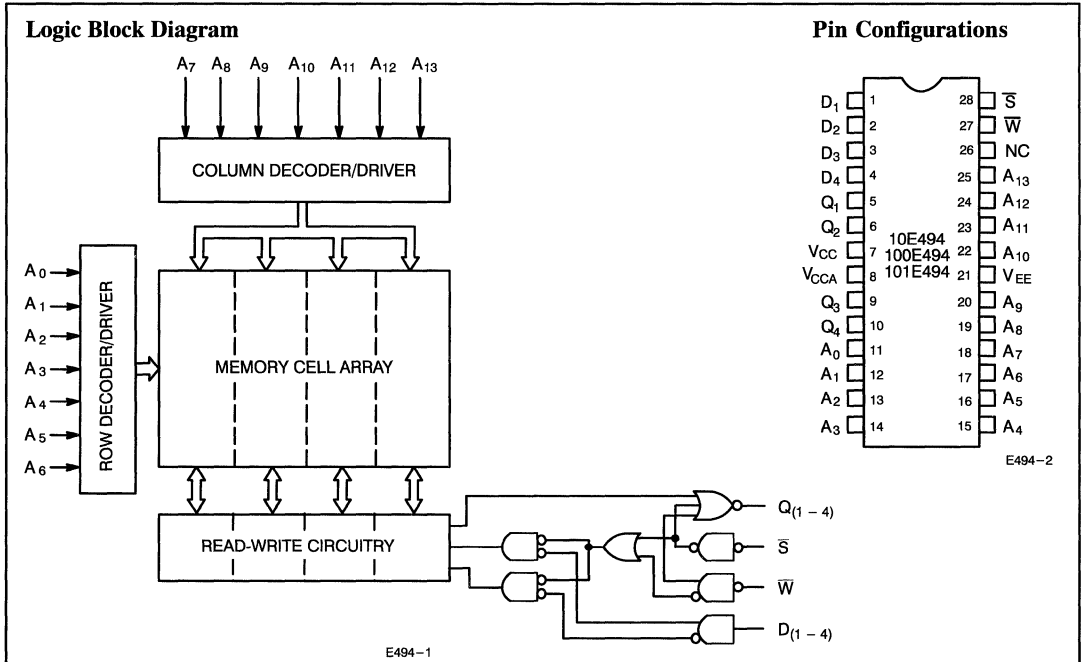 Logic Block Diagram
A7 A8 A9 A10 A11 A12 A13
COLUMN DECODER/DRIVER
A0
A1
A2
A3
A4
A5
A6
ROW DECODER/DRIVER
MEMORY CELL ARRAY
READ-WRITE CIRCUITRY
Q(1 – 4)
S̅
W̅
D(1 – 4)
E494–1
Pin Configurations
D1 1 28 S̅
D2 2 27 W̅
D3 3 26 NC
D4 4 25 A13
Q1 5 24 A12
Q2 6 23 A11
10E494
VCC 7 100E494 22 A10
VCCA 8 101E494 21 VEE
Q3 9 20 A9
Q4 10 19 A8
A0 11 18 A7
A1 12 17 A6
A2 13 16 A5
A3 14 15 A4
E494–2